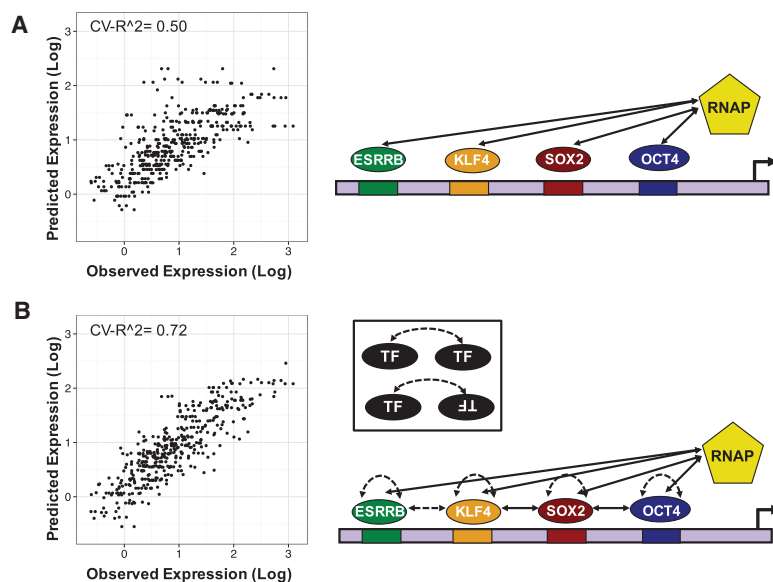 A
CV-R^2= 0.50
Predicted Expression (Log)
3
2
1
0
0 1 2 3
Observed Expression (Log)
RNAP
ESRRB KLF4 SOX2 OCT4
B
CV-R^2= 0.72
Predicted Expression (Log)
3
2
1
0
0 1 2 3
Observed Expression (Log)
TF TF
TF TF
RNAP
ESRRB KLF4 SOX2 OCT4